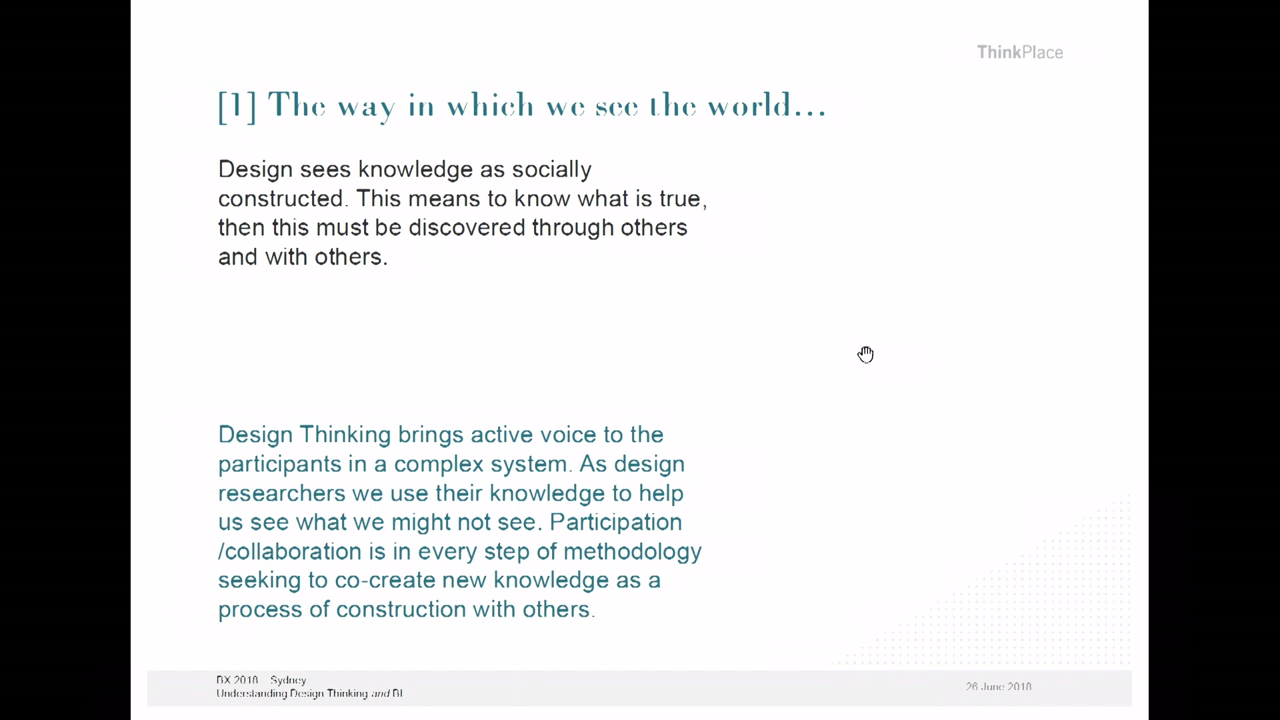 ThinkPlace
[1] The way in which we see the world...
Design sees knowledge as socially
constructed. This means to know what is true,
then this must be discovered through others
and with others.
Design Thinking brings active voice to the
participants in a complex system. As design
researchers we use their knowledge to help
us see what we might not see. Participation
/collaboration is in every step of methodology
seeking to co-create new knowledge as a
process of construction with others.
BX 2018 Sydney
Understanding Design Thinking and BI
26 June 2018